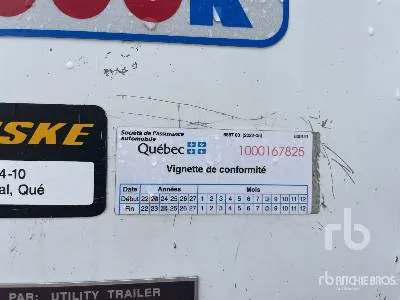 OOK
SKE
4-10
al, Qué
Société de l'assurance
automobile
Québec
1000167825
Vignette de conformité
Date Années Mois
Début 22 23 24 25 26 27 1 2 3 4 5 6 7 8 9 10 11 12
Fin 22 23 24 25 26 27 1 2 3 4 5 6 7 8 9 10 11 12
rb
rb RITCHIE BROS.
PAR: UTILITY TRAILER